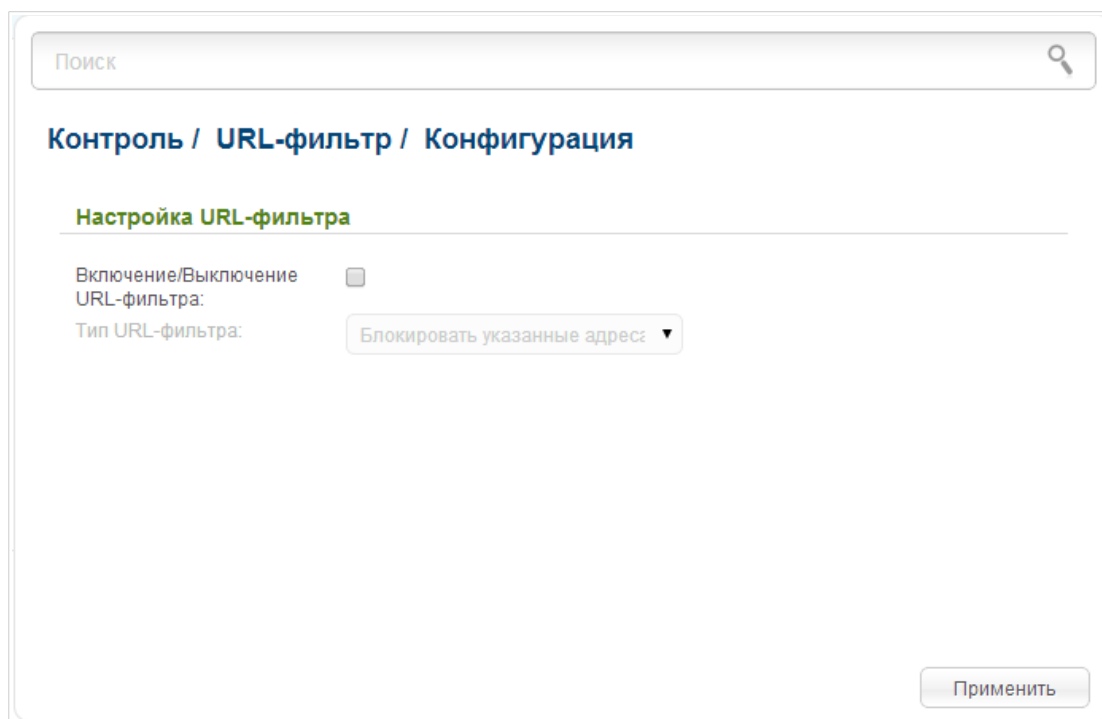 Поиск
Контроль / URL-фильтр / Конфигурация
Настройка URL-фильтра
Включение/Выключение
URL-фильтра:
Тип URL-фильтра:
Блокировать указанные адреса
Применить